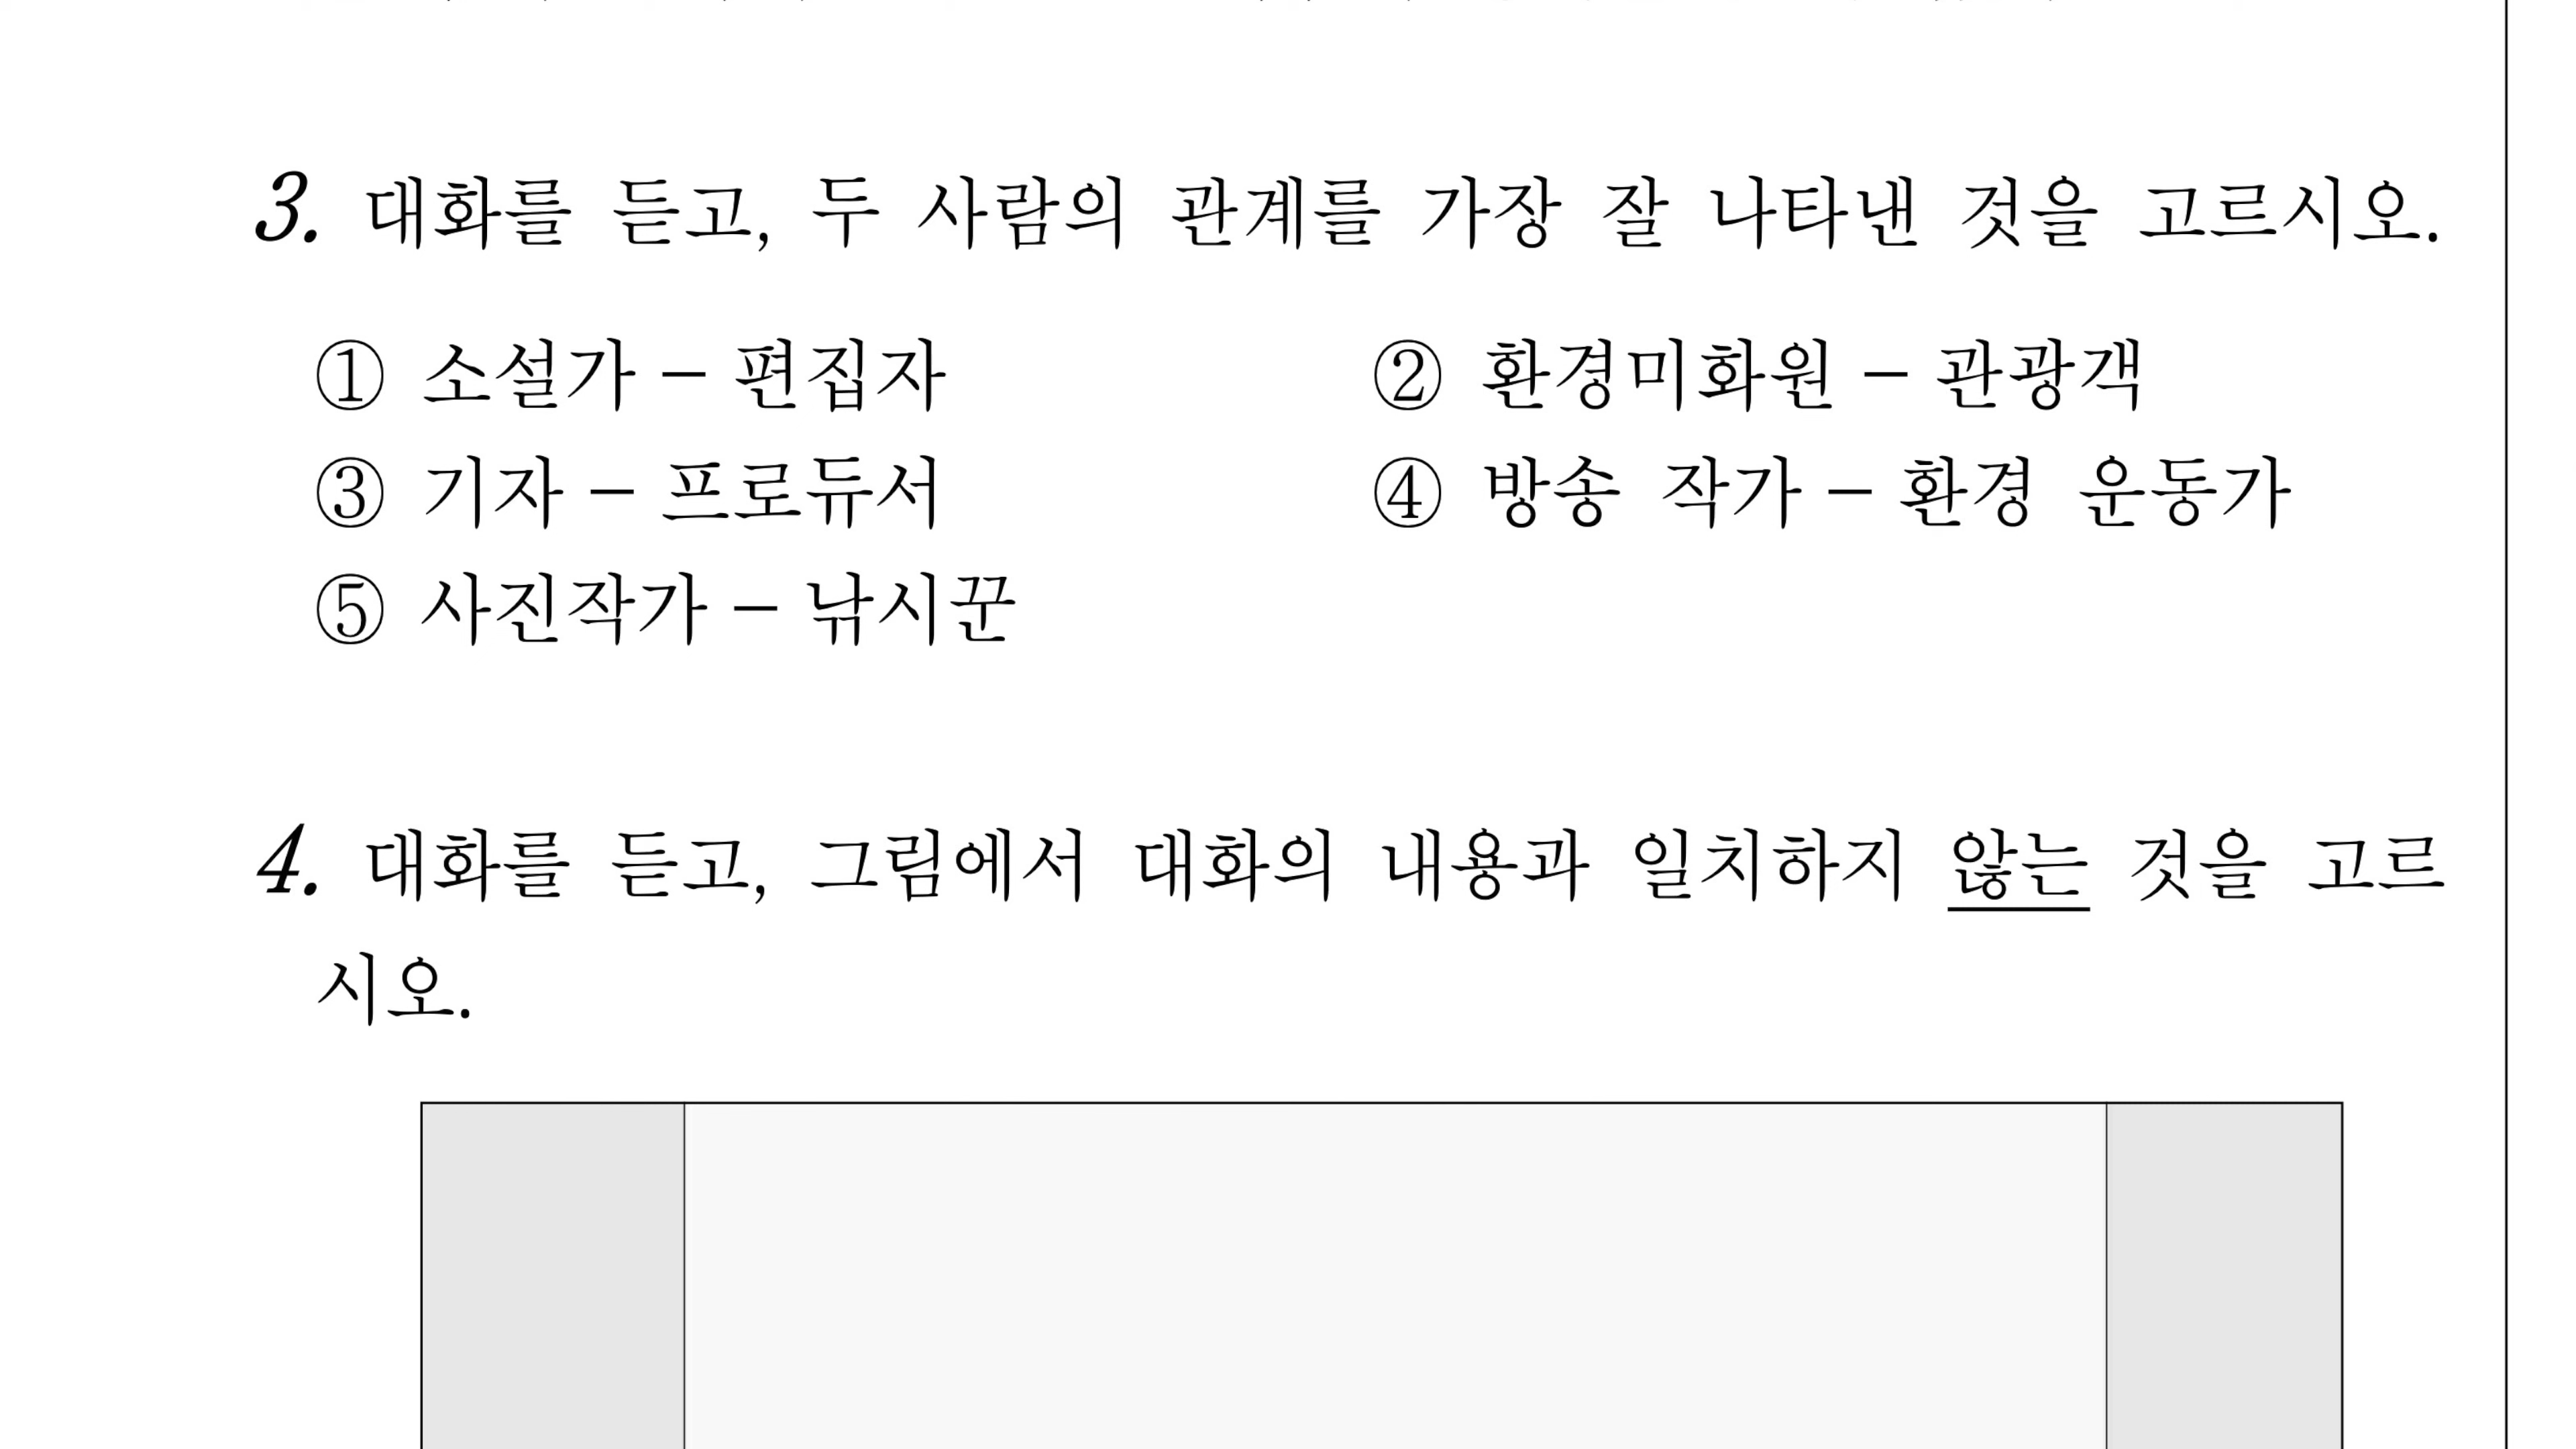 3. 대화를 듣고, 두 사람의 관계를 가장 잘 나타낸 것을 고르시오.
① 소설가 – 편집자 ② 환경미화원 – 관광객
③ 기자 – 프로듀서 ④ 방송 작가 – 환경 운동가
⑤ 사진작가 – 낚시꾼
4. 대화를 듣고, 그림에서 대화의 내용과 일치하지 않는 것을 고르
시오.